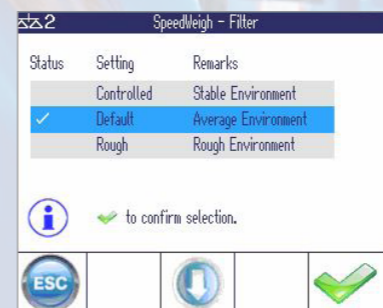 2 SpeedWeigh - Filter
Status Setting Remarks
Controlled Stable Environment
Default Average Environment
Rough Rough Environment
to confirm selection.
ESC